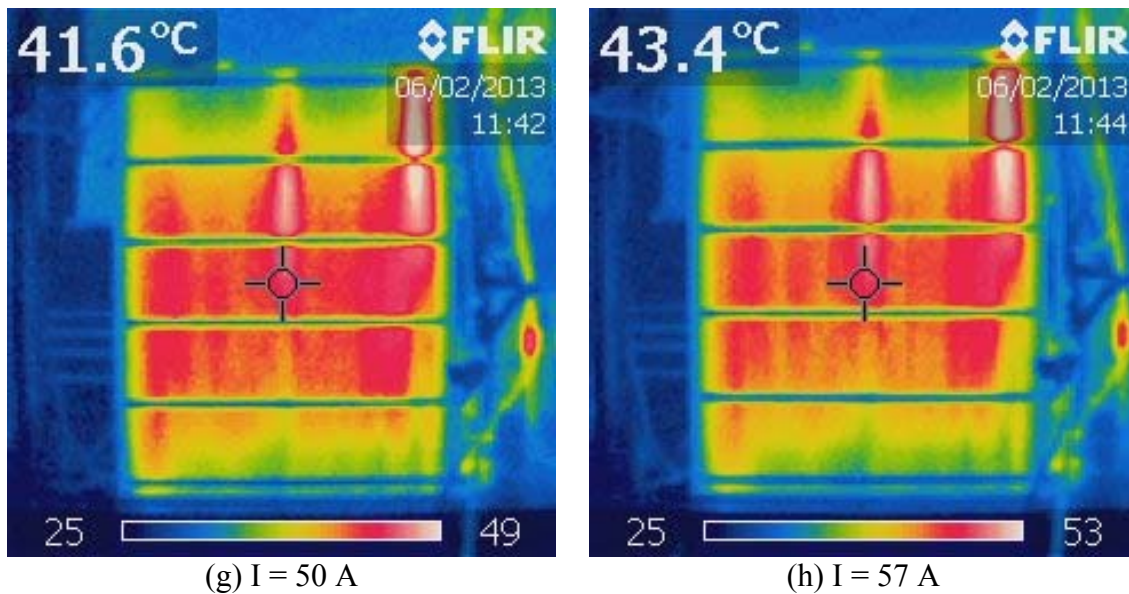 41.6°C
FLIR
06/02/2013
11:42
25
49
(g) I = 50 A
43.4°C
FLIR
06/02/2013
11:44
25
53
(h) I = 57 A